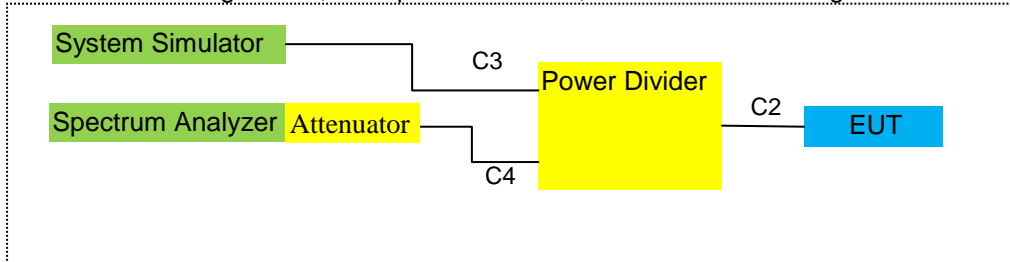 System Simulator
C3
Power Divider
Spectrum Analyzer Attenuator
C2
EUT
C4